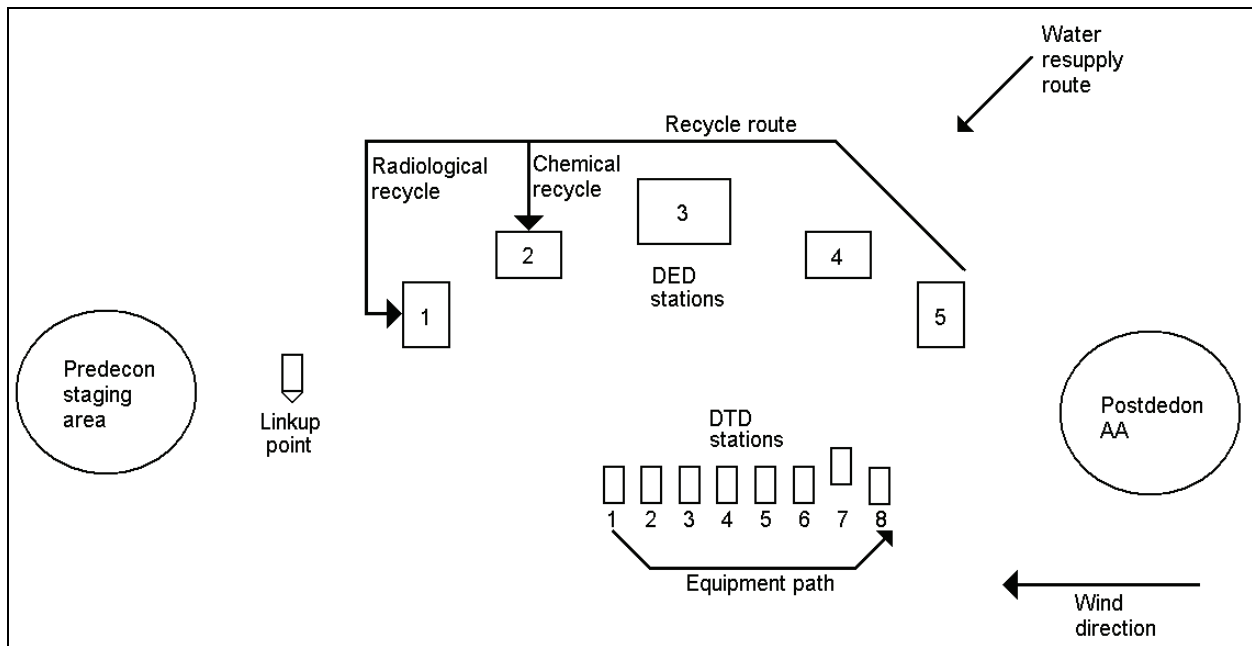 Water
resupply
route
Recycle route
Radiological
recycle
Chemical
recycle
3
2
4
DED
stations
1
5
Predecon
staging
area
Linkup
point
Postdedon
AA
DTD
stations
1 2 3 4 5 6 7 8
Equipment path
Wind
direction